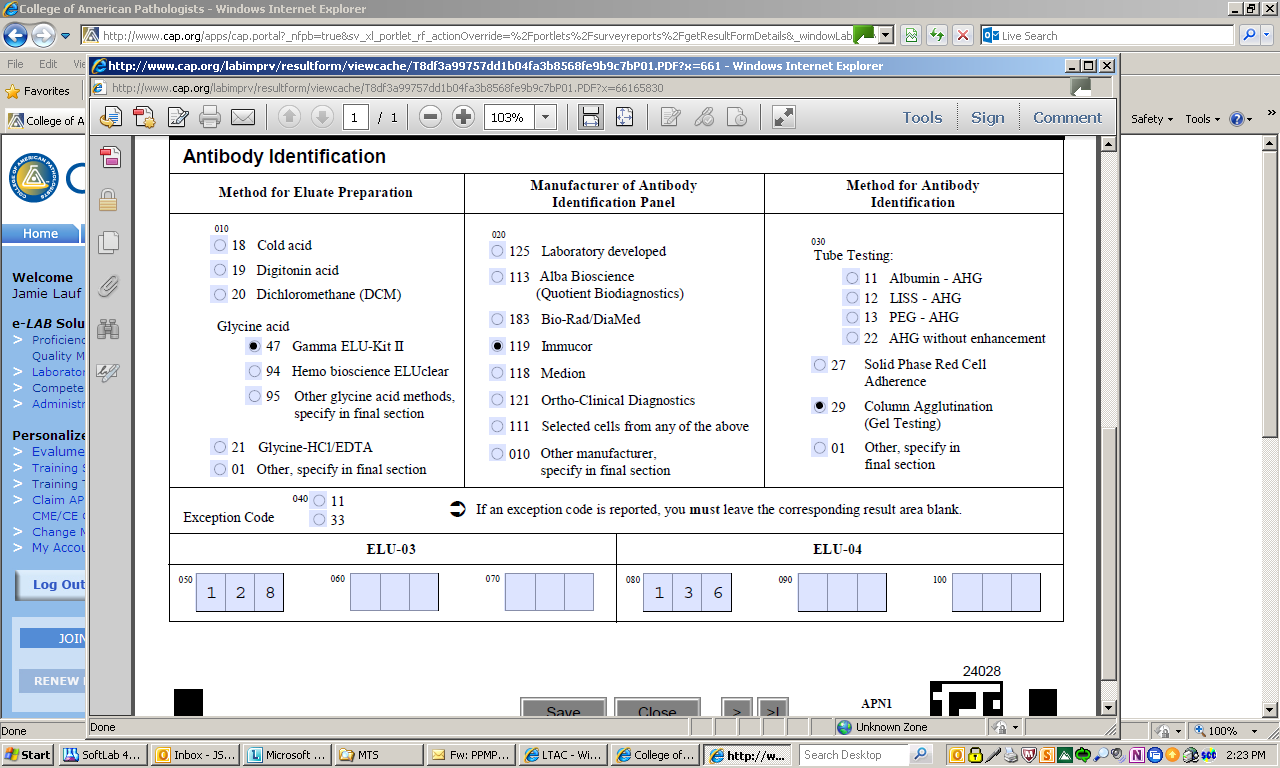 College of American Pathologists - Windows Internet Explorer
http://www.cap.org/apps/cap.portal?_nfpb=true&sv_xl_portlet_rf_actionOverride=%2Fportlets%2Fsurveyreports%2FgetResultFormDetails&_windowLab
Live Search
File Edit
Favorites
College of A
Safety Tools
http://www.cap.org/labimprv/resultform/viewcache/T8df3a99757dd1b04fa3b8568fe9b9c7bP01.PDF?x=661 - Windows Internet Explorer
http://www.cap.org/labimprv/resultform/viewcache/T8df3a99757dd1b04fa3b8568fe9b9c7bP01.PDF?x=66165830
1 / 1 103% Tools Sign Comment
Home
Welcome
Jamie Lauf
e-LAB Solu
> Proficienc
Quality M
> Laborator
> Compete
> Administr
Personalize
> Evalume
> Training S
> Training T
> Claim AP
CME/CE C
> Change M
> My Accou
Log Out
JOIN
RENEW
Antibody Identification
Method for Eluate Preparation
010
18 Cold acid
19 Digitonin acid
20 Dichloromethane (DCM)
Glycine acid
47 Gamma ELU-Kit II
94 Hemo bioscience ELUclear
95 Other glycine acid methods,
specify in final section
21 Glycine-HCl/EDTA
01 Other, specify in final section
Manufacturer of Antibody
Identification Panel
020
125 Laboratory developed
113 Alba Bioscience
(Quotient Biodiagnostics)
183 Bio-Rad/DiaMed
119 Immucor
118 Medion
121 Ortho-Clinical Diagnostics
111 Selected cells from any of the above
010 Other manufacturer,
specify in final section
Method for Antibody
Identification
030
Tube Testing:
11 Albumin - AHG
12 LISS - AHG
13 PEG - AHG
22 AHG without enhancement
27 Solid Phase Red Cell
Adherence
29 Column Agglutination
(Gel Testing)
01 Other, specify in
final section
Exception Code 040 11
33
If an exception code is reported, you must leave the corresponding result area blank.
ELU-03 ELU-04
050 1 2 8 060 070 080 1 3 6 090 100
24028
Save Close > >| APN1
Done Unknown Zone
Done 100%
Start SoftLab 4... Inbox - JS... Microsoft ... MTS Fw: PPMP... LTAC - Wi... College of... http://w... Search Desktop 2:23 PM